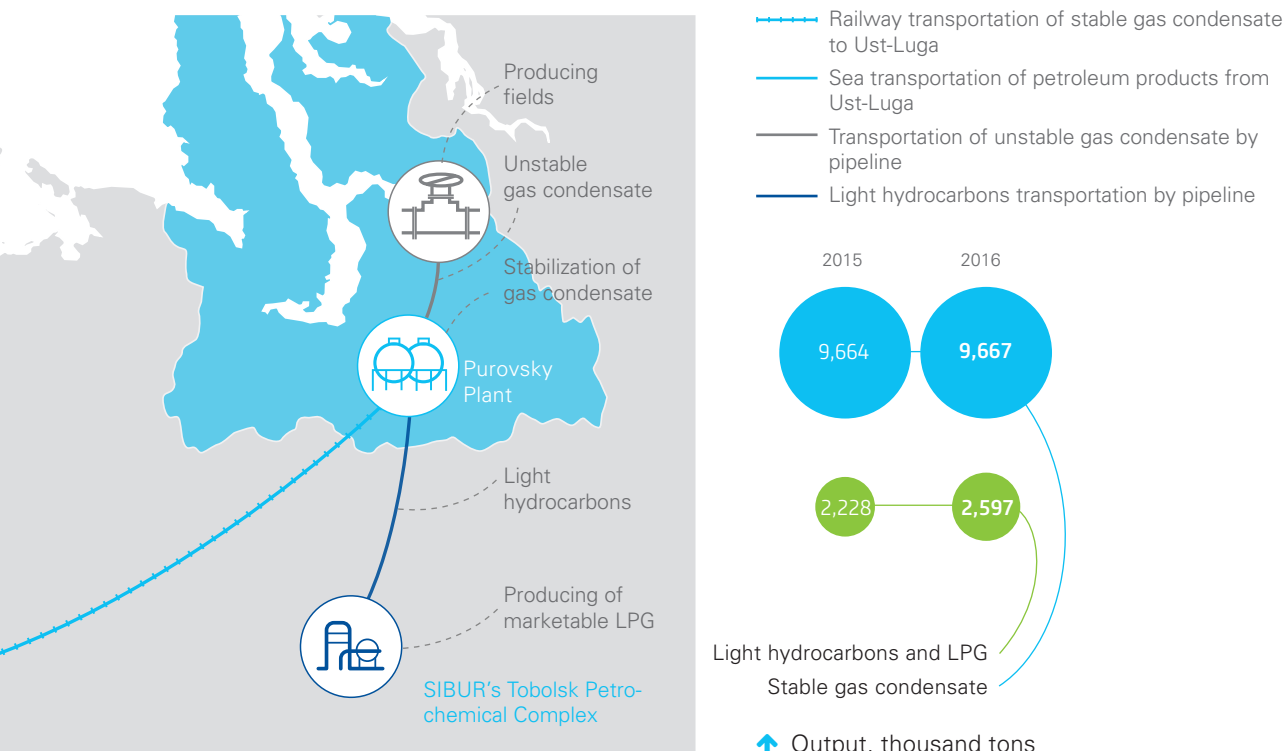 Producing
fields
Unstable
gas condensate
Stabilization of
gas condensate
Purovsky
Plant
Light
hydrocarbons
Producing of
marketable LPG
SIBUR's Tobolsk Petro-
chemical Complex
Railway transportation of stable gas condensate
to Ust-Luga
Sea transportation of petroleum products from
Ust-Luga
Transportation of unstable gas condensate by
pipeline
Light hydrocarbons transportation by pipeline
2015 2016
9,664 9,667
2,228 2,597
Light hydrocarbons and LPG
Stable gas condensate
Output, thousand tons